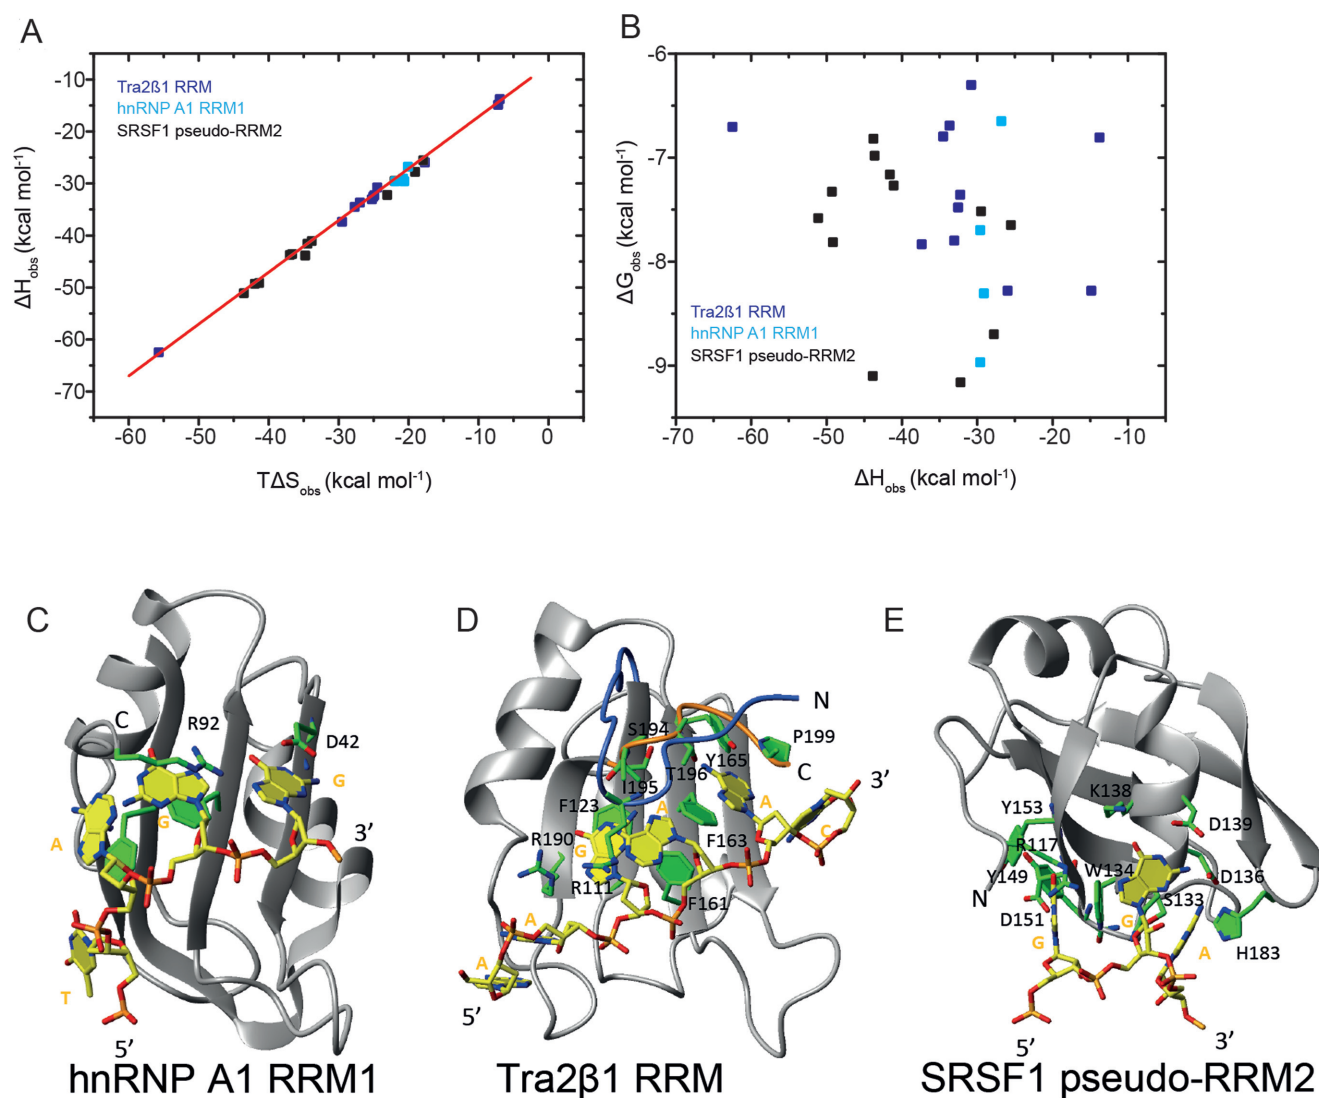 A
-10
-20
-30
-40
-50
-60
-70
ΔHobs (kcal mol-1)
Tra2ß1 RRM
hnRNP A1 RRM1
SRSF1 pseudo-RRM2
-60 -50 -40 -30 -20 -10 0
TΔSobs (kcal mol-1)
B
-6
-7
-8
-9
ΔGobs (kcal mol-1)
Tra2ß1 RRM
hnRNP A1 RRM1
SRSF1 pseudo-RRM2
-70 -60 -50 -40 -30 -20 -10
ΔHobs (kcal mol-1)
C
C
R92
D42
G
A
G
3’
T
5’
hnRNP A1 RRM1
D
N
S194
P199
Y165
T196
C
I195
3’
F123
A
A
C
R190
G
F163
R111
F161
A
A
5’
Tra2β1 RRM
E
K138
Y153
D139
R117
W134
D136
Y149
S133
N
D151
G
G
A
H183
5’
3’
SRSF1 pseudo-RRM2